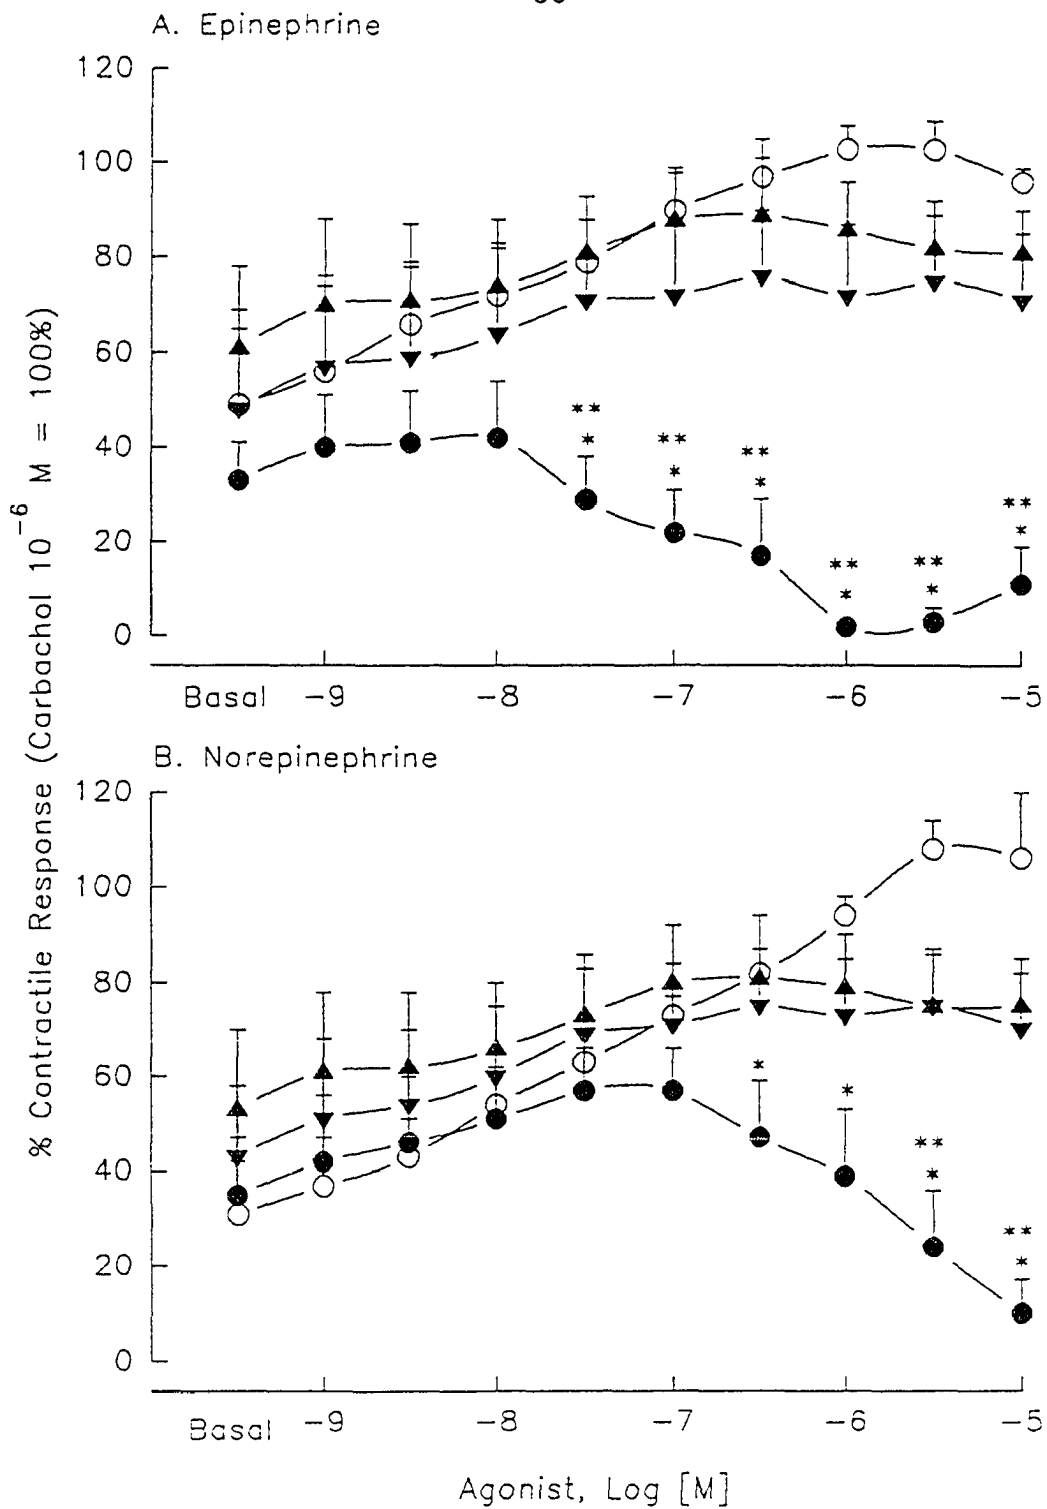 A. Epinephrine
120
100
80
60
40
20
0
** ** ** ** ** **
* * * * * *
Basal -9 -8 -7 -6 -5
B. Norepinephrine
120
100
80
60
40
20
0
* * ** **
* *
Basal -9 -8 -7 -6 -5
Agonist, Log [M]
% Contractile Response (Carbachol 10⁻⁶ M = 100%)